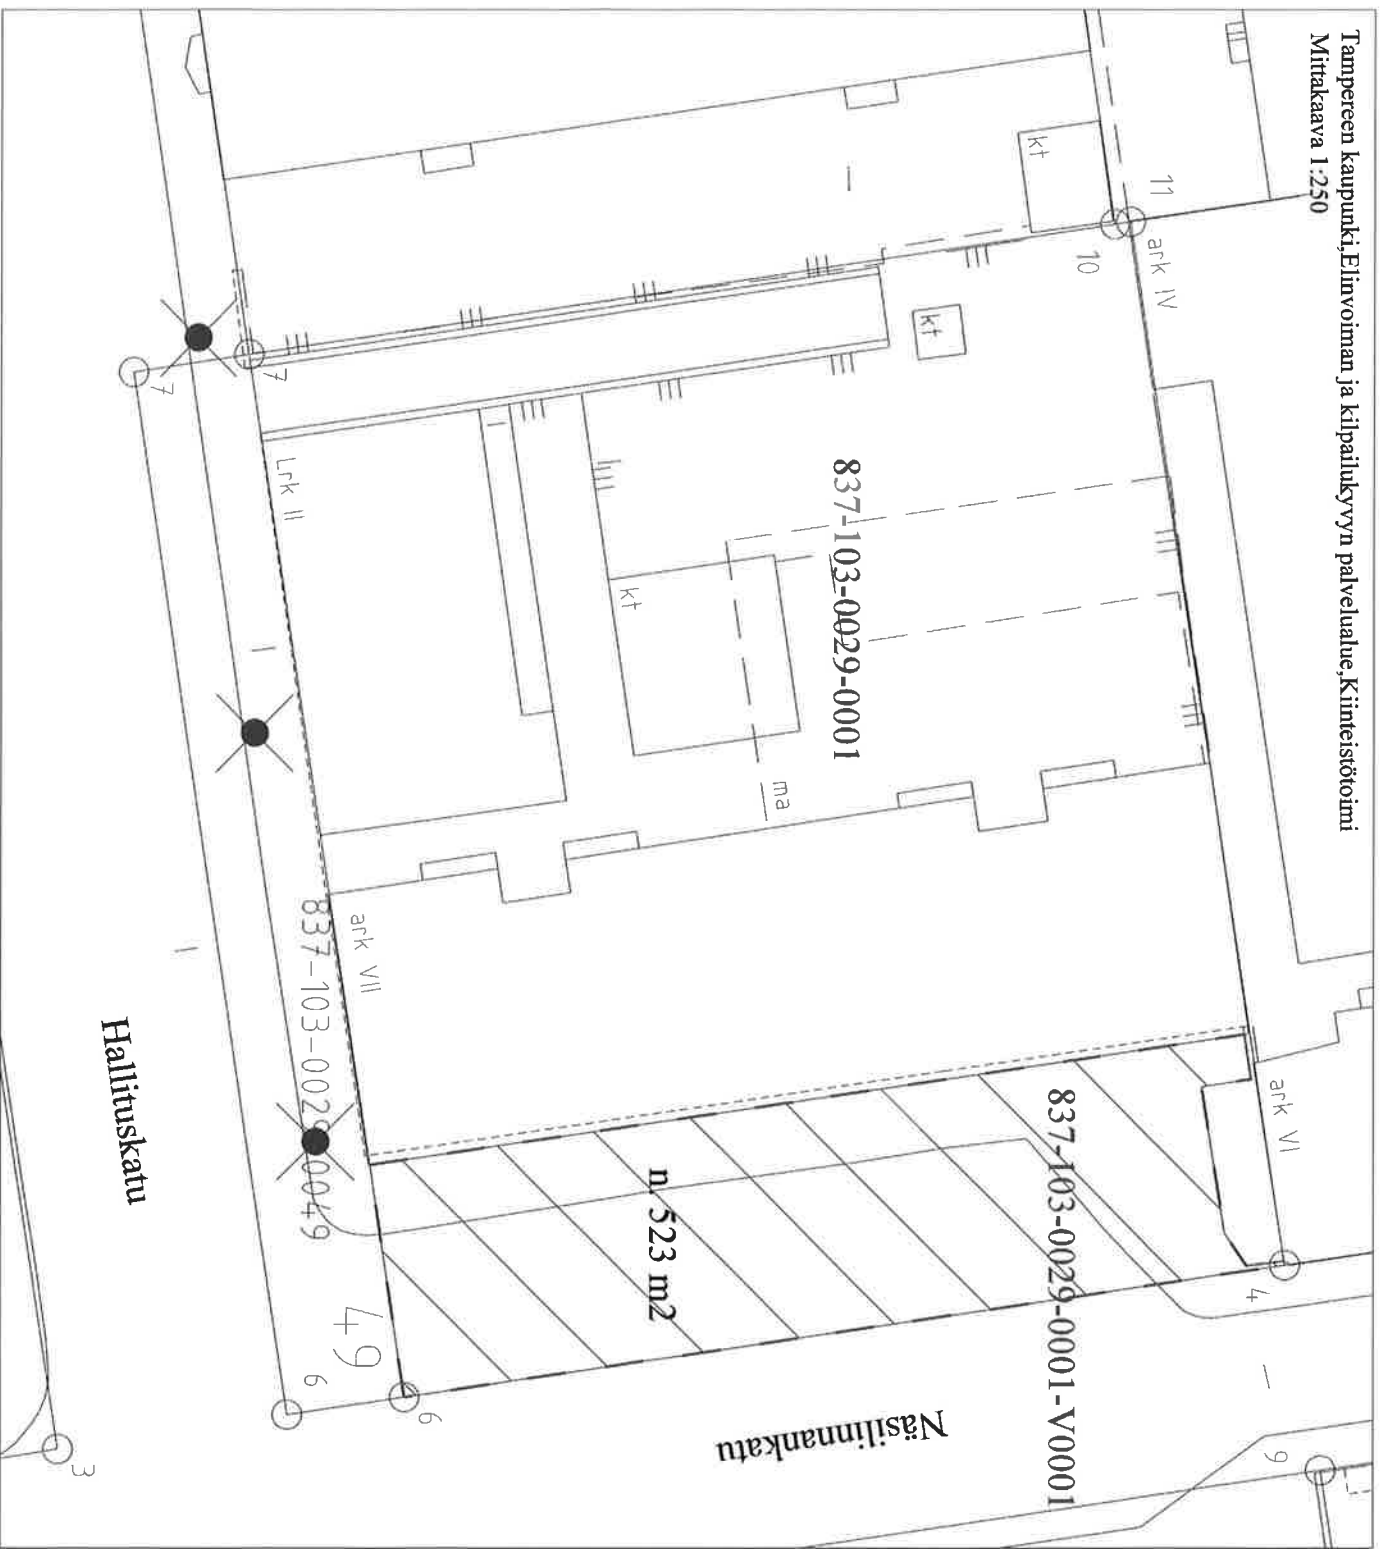 Tampereen kaupunki,Elinvoiman ja kilpailukyvyn palvelualue,Kiinteistötoimi
Mittakaava 1:250
11
ark IV
10
kt
kt
837-103-0029-0001
kt
ma
ark VI
4
9
837-103-0029-0001-V0001
n. 523 m2
Näsilinnankatu
7
7
Lrk II
ark VII
837-103-0029-0049
49
6
6
3
Hallituskatu